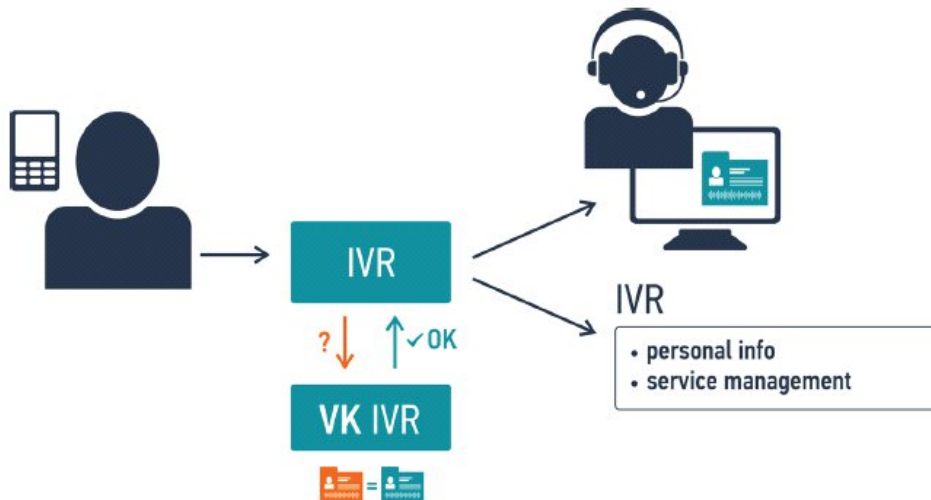 IVR
? ✓ OK
VK IVR
=
IVR
• personal info
• service management